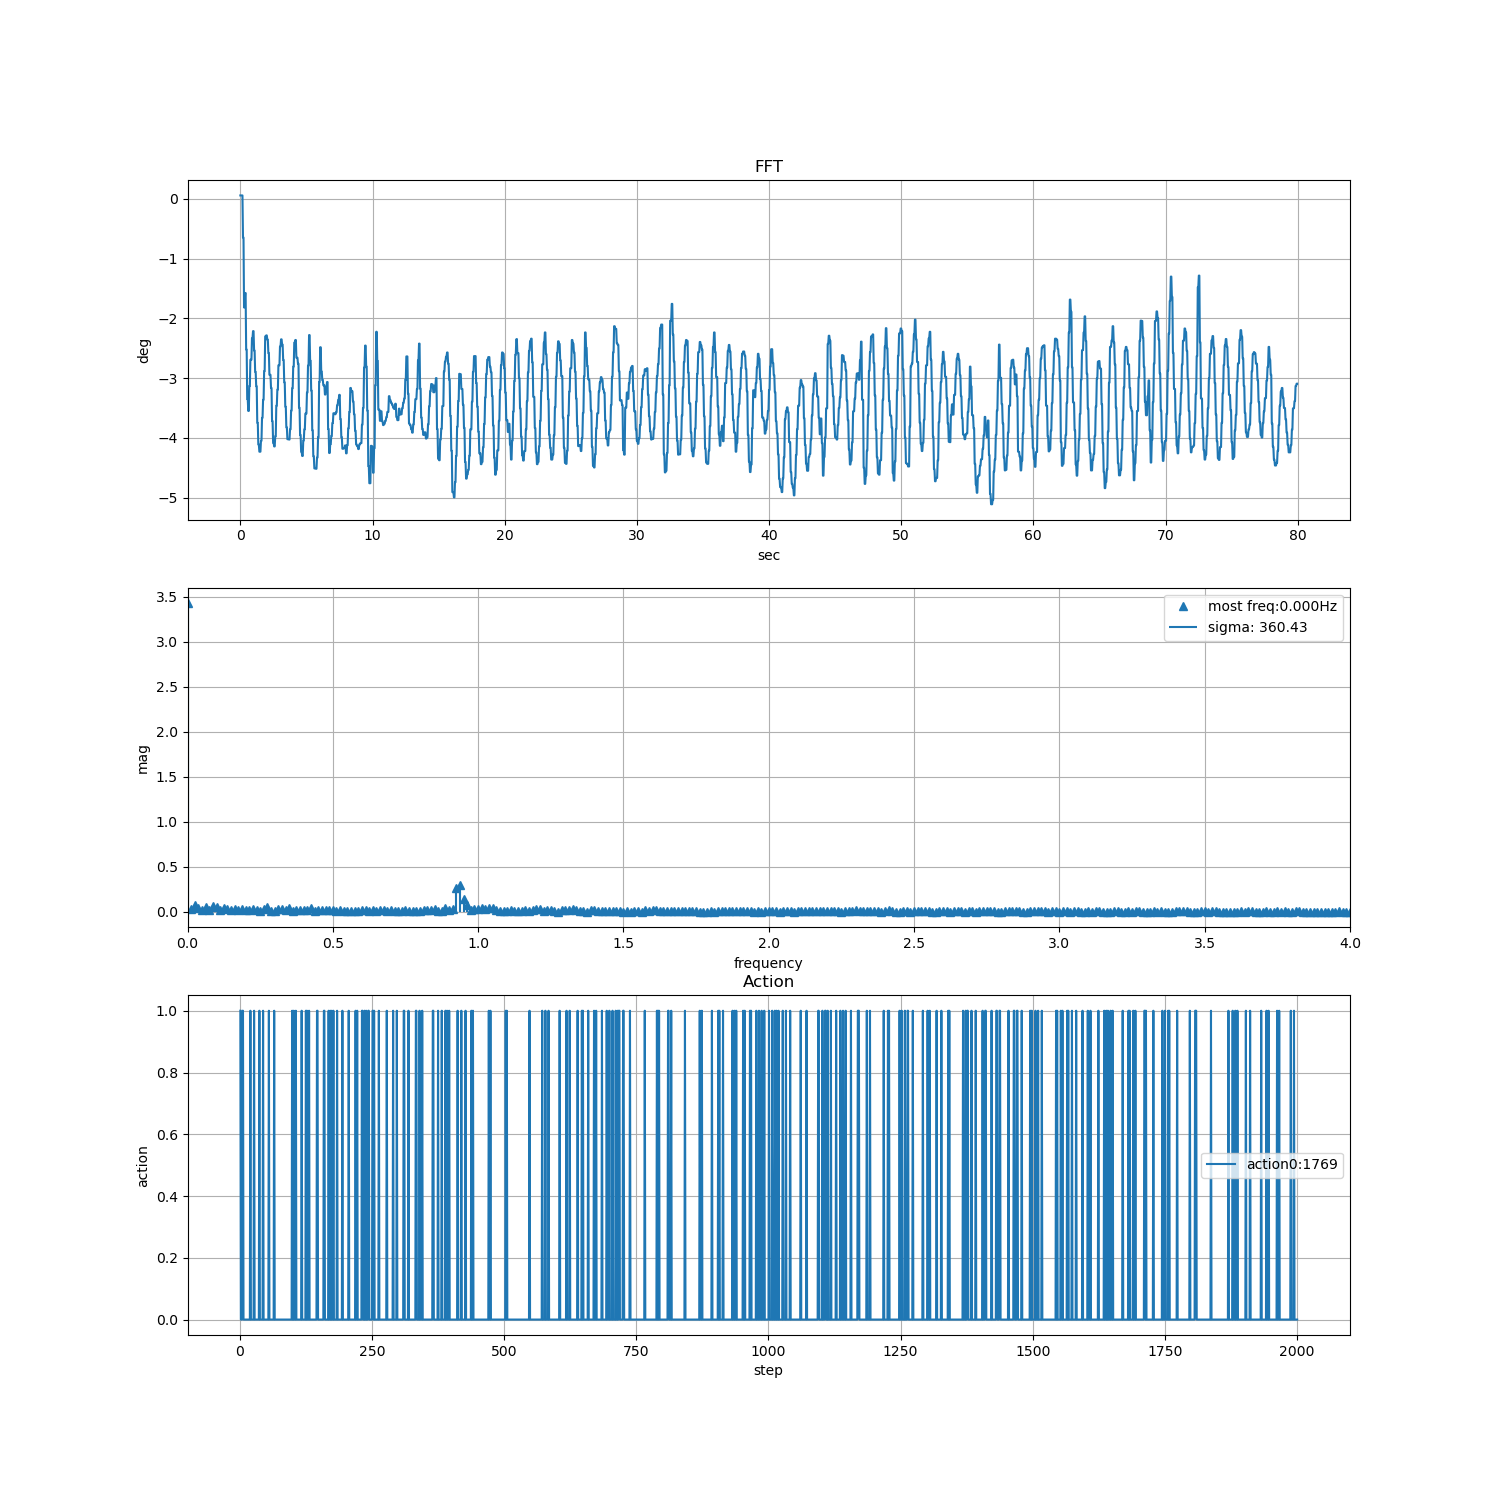 FFT
0
−1
−2
−3
−4
−5
deg
0 10 20 30 40 50 60 70 80
sec
3.5
3.0
2.5
2.0
1.5
1.0
0.5
0.0
mag
most freq:0.000Hz
sigma: 360.43
0.0 0.5 1.0 1.5 2.0 2.5 3.0 3.5 4.0
frequency
Action
1.0
0.8
0.6
0.4
0.2
0.0
action
action0:1769
0 250 500 750 1000 1250 1500 1750 2000
step